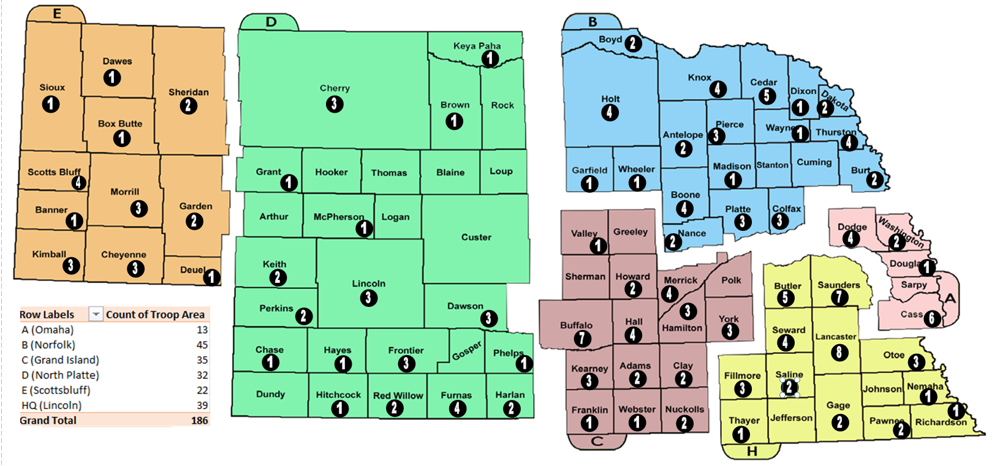 E
Dawes
1
Sioux
1
Sheridan
2
Box Butte
1
Scotts Bluff
4
Morrill
3
Banner
1
Garden
2
Kimball
3
Cheyenne
3
Deuel
1
Row Labels Count of Troop Area
A (Omaha) 13
B (Norfolk) 45
C (Grand Island) 35
D (North Platte) 32
E (Scottsbluff) 22
HQ (Lincoln) 39
Grand Total 186
D
Keya Paha
1
Cherry
3
Brown
1
Rock
Grant
1
Hooker
Thomas
Blaine
Loup
Arthur
McPherson
1
Logan
Custer
Keith
2
Lincoln
3
Perkins
2
Dawson
3
Chase
1
Hayes
1
Frontier
3
Gosper
Phelps
1
Dundy
Hitchcock
1
Red Willow
2
Furnas
4
Harlan
2
B
Boyd
2
Holt
4
Knox
4
Cedar
5
Dixon
1
Dakota
2
Antelope
2
Pierce
3
Wayne
1
Thurston
4
Garfield
1
Wheeler
1
Madison
1
Stanton
Cuming
Burt
2
Boone
4
Platte
3
Colfax
3
Nance
2
Valley
1
Greeley
Sherman
Howard
2
Merrick
4
Polk
Buffalo
7
Hall
4
3
Hamilton
York
3
Kearney
3
Adams
2
Clay
2
Franklin
1
Webster
1
Nuckolls
2
C
Dodge
4
Washington
2
Dougla
1
Sarpy
A
Cass
6
Butler
5
Saunders
7
Seward
4
Lancaster
8
Otoe
3
Fillmore
3
Saline
2
Johnson
Nemaha
1
Thayer
1
Jefferson
Gage
2
Pawnee
2
Richardson
1
H